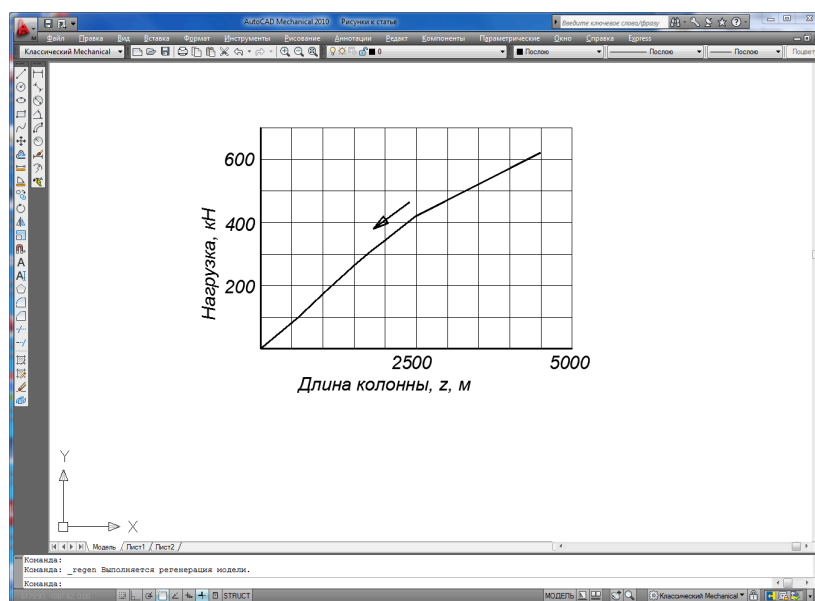 AutoCAD Mechanical 2010 Рисунки к статье
Введите ключевое слово/фразу
Файл Правка Вид Вставка Формат Инструменты Рисование Аннотации Редакт Компоненты Параметрические Окно Справка Express
Классический Mechanical 0 Послою Послою Послою Поцвет
600
400
200
Нагрузка, кН
2500 5000
Длина колонны, z, м
Y
X
Модель Лист1 Лист2
Команда:
Команда: _regen Выполняется регенерация модели.
Команда:
STRUCT МОДЕЛЬ Классический Mechanical